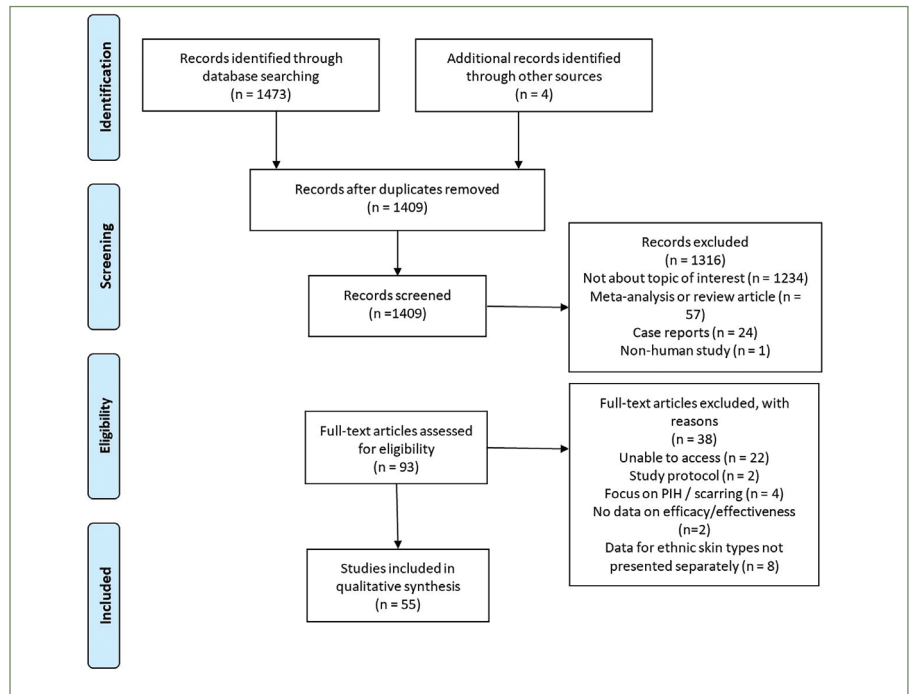 Identification
Records identified through
database searching
(n = 1473)
Additional records identified
through other sources
(n = 4)
Records after duplicates removed
(n = 1409)
Screening
Records screened
(n =1409)
Records excluded
(n = 1316)
Not about topic of interest (n = 1234)
Meta-analysis or review article (n =
57)
Case reports (n = 24)
Non-human study (n = 1)
Eligibility
Full-text articles assessed
for eligibility
(n = 93)
Full-text articles excluded, with
reasons
(n = 38)
Unable to access (n = 22)
Study protocol (n = 2)
Focus on PIH / scarring (n = 4)
No data on efficacy/effectiveness
(n=2)
Data for ethnic skin types not
presented separately (n = 8)
Included
Studies included in
qualitative synthesis
(n = 55)